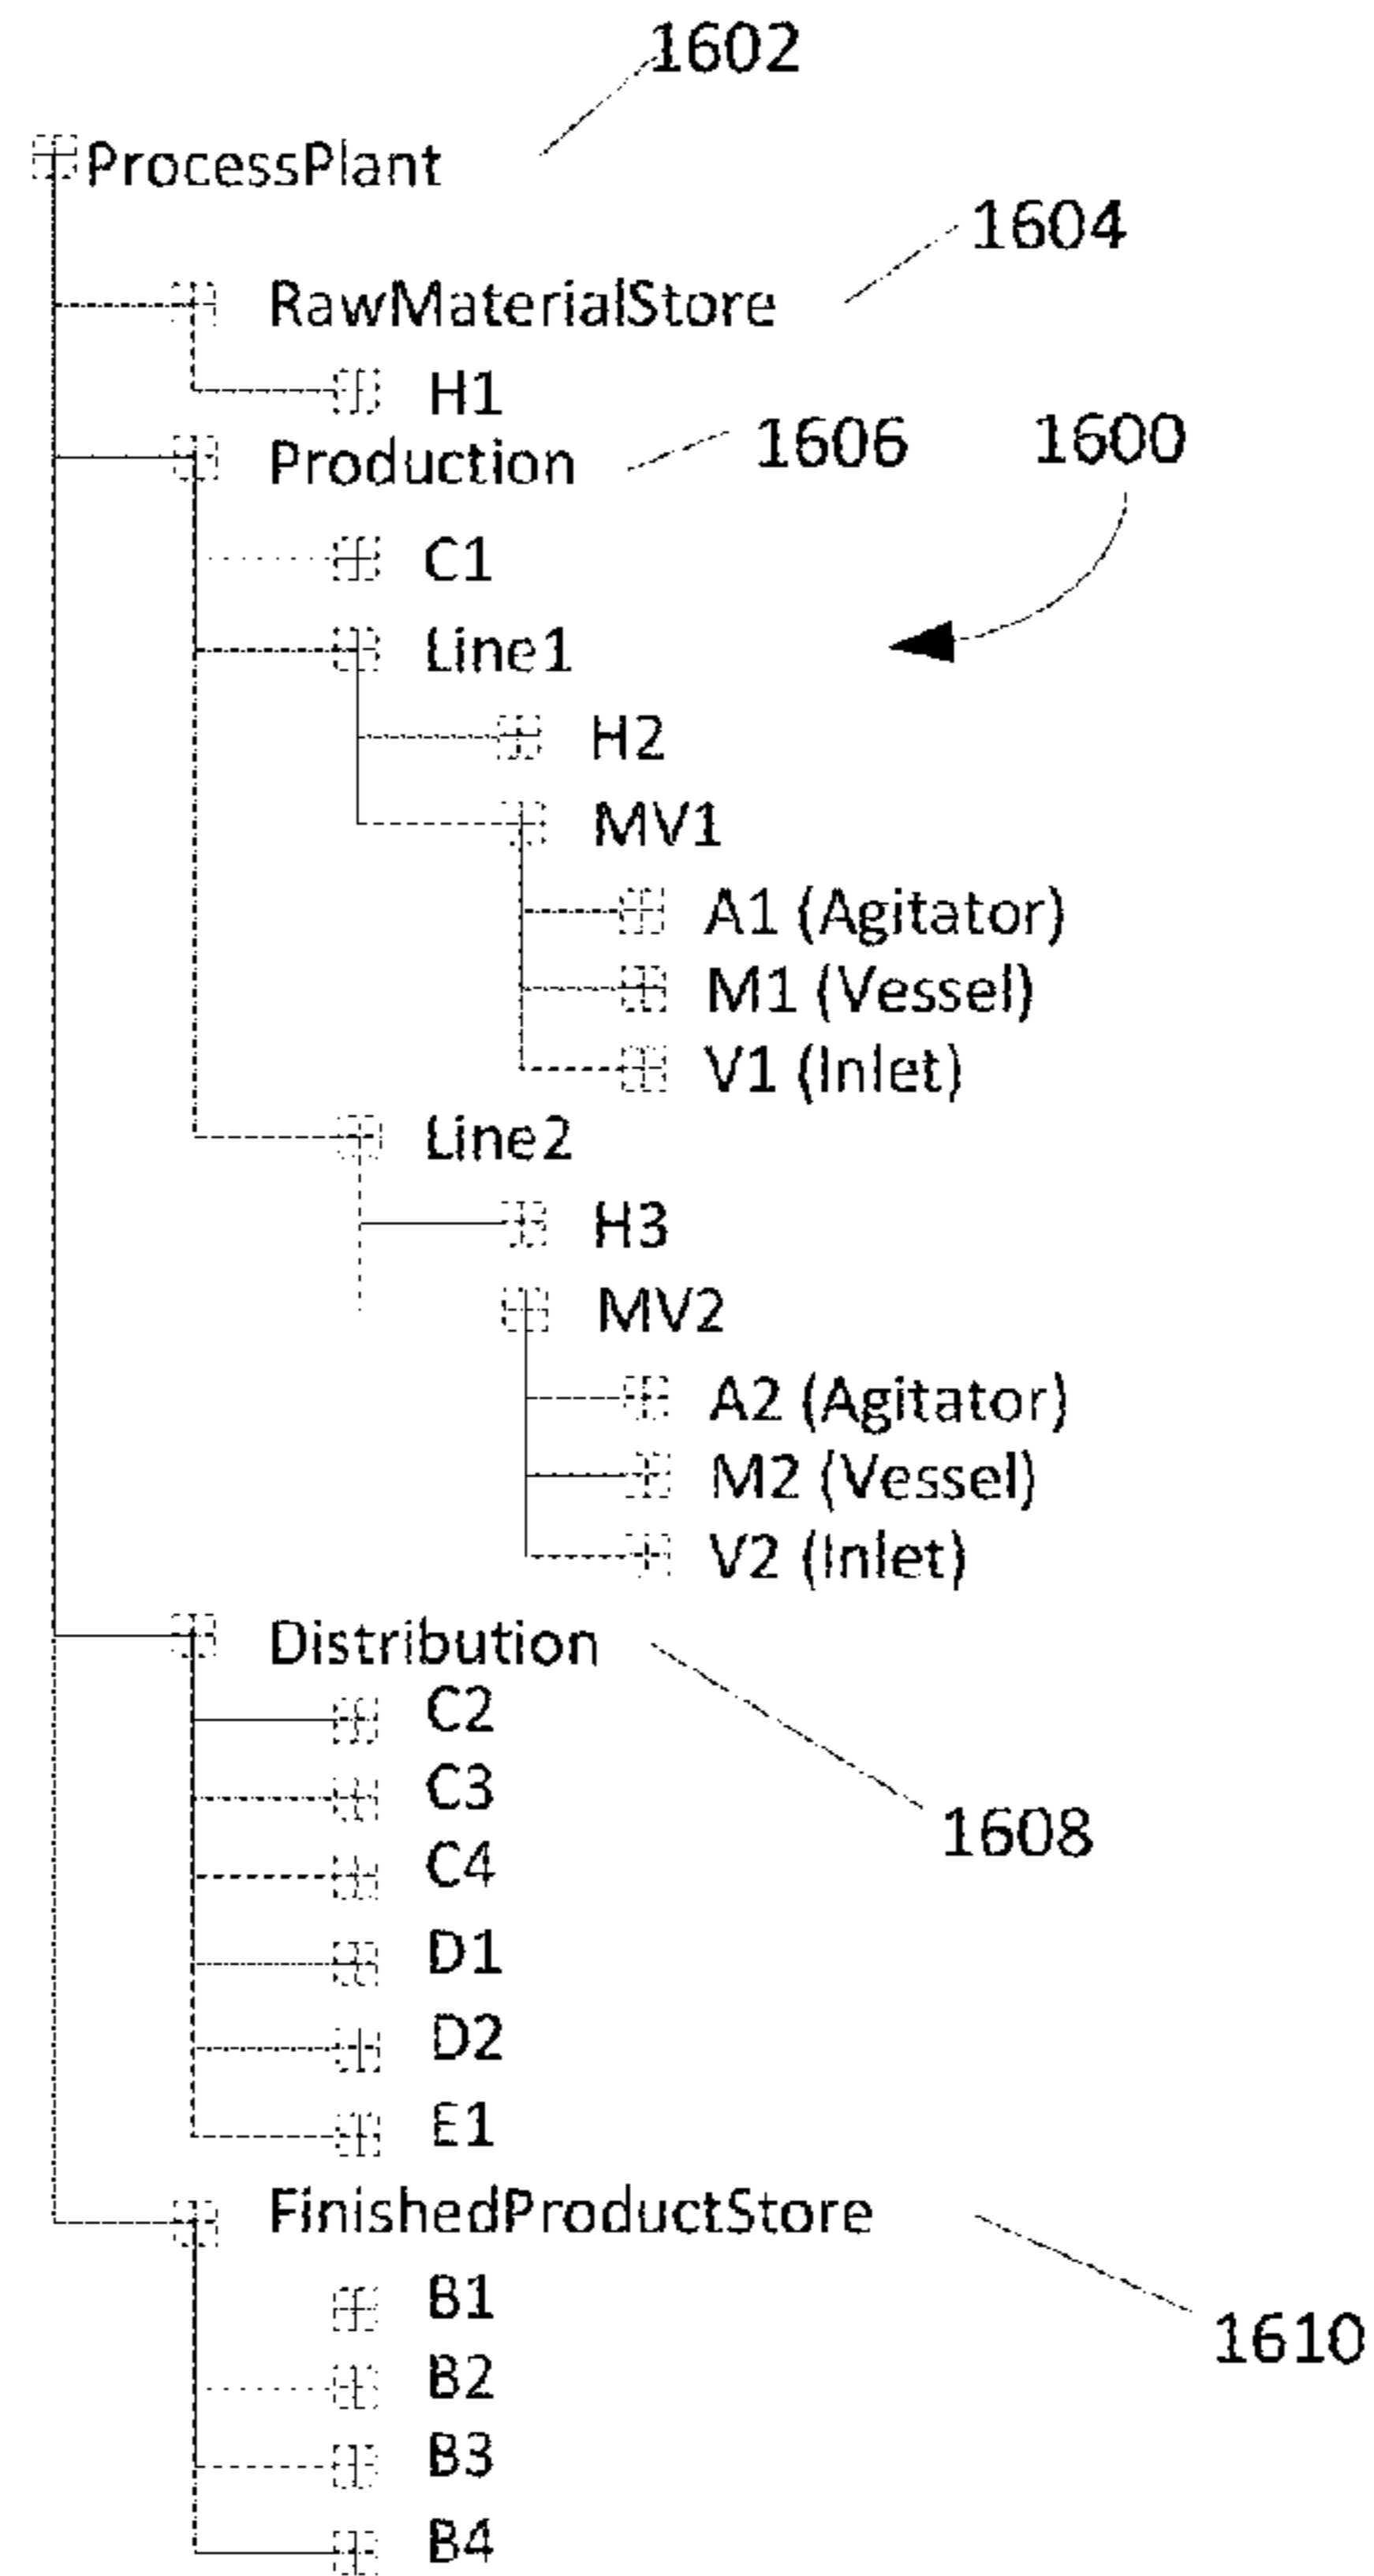 1602
ProcessPlant
1604
RawMaterialStore
H1
1606
1600
Production
C1
Line1
H2
MV1
A1 (Agitator)
M1 (Vessel)
V1 (Inlet)
Line2
H3
MV2
A2 (Agitator)
M2 (Vessel)
V2 (Inlet)
Distribution
C2
C3
1608
C4
D1
D2
E1
FinishedProductStore
B1
1610
B2
B3
B4